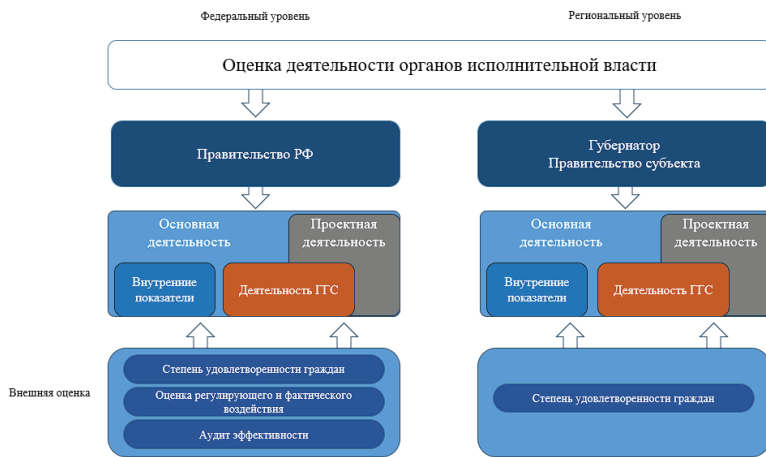 Федеральный уровень
Региональный уровень
Оценка деятельности органов исполнительной власти
Правительство РФ
Губернатор
Правительство субъекта
Основная
деятельность
Проектная
деятельность
Внутренние
показатели
Деятельность ГГС
Основная
деятельность
Проектная
деятельность
Внутренние
показатели
Деятельность ГГС
Внешняя оценка
Степень удовлетворенности граждан
Оценка регулирующего и фактического
воздействия
Аудит эффективности
Степень удовлетворенности граждан